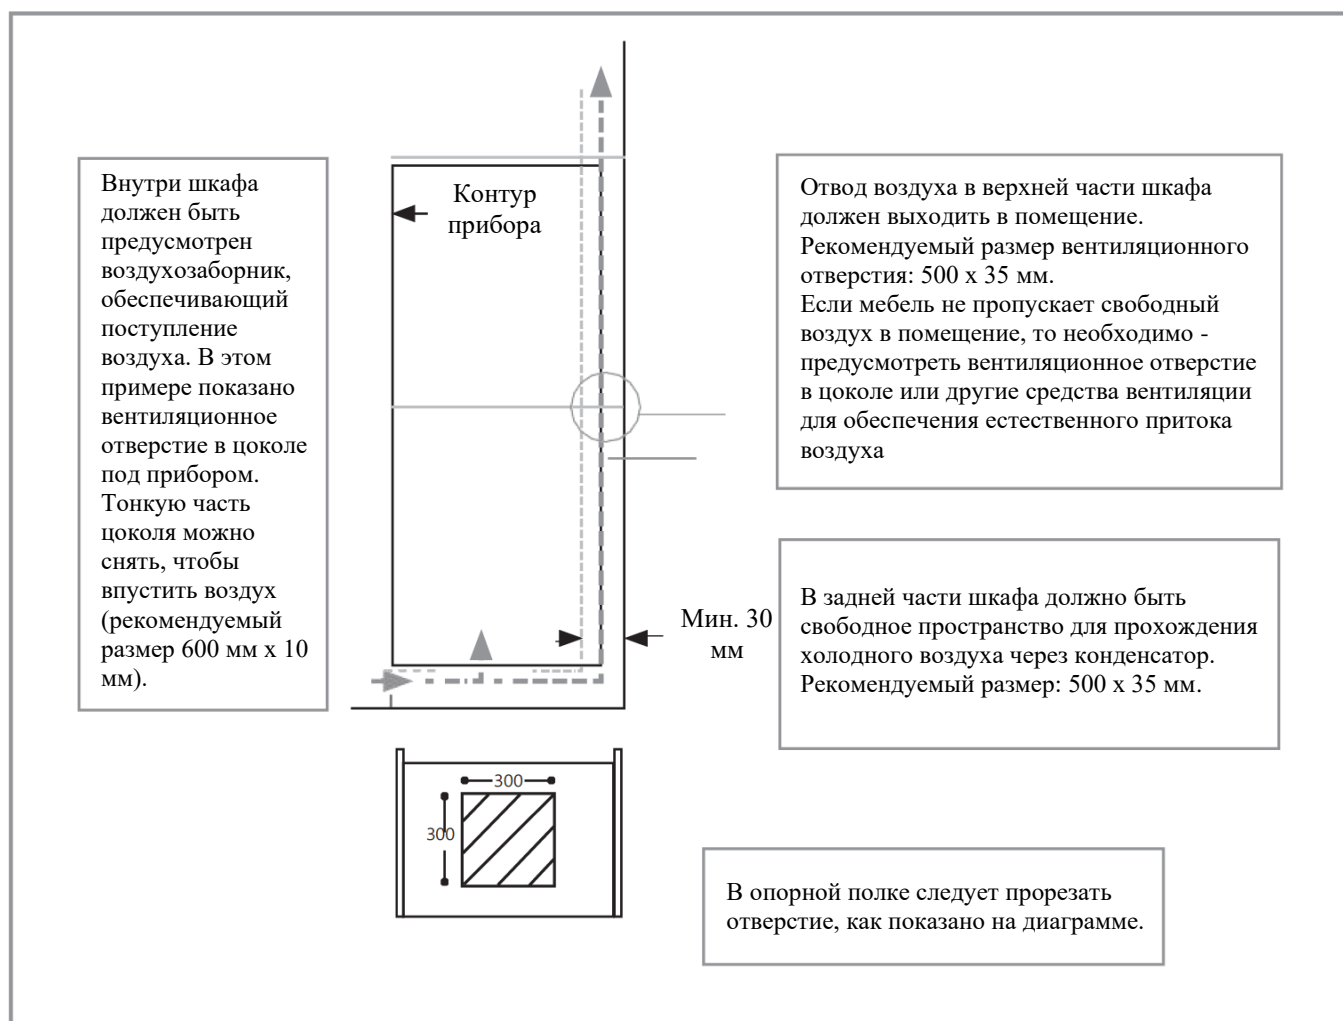 Внутри шкафа
должен быть
предусмотрен
воздухозаборник,
обеспечивающий
поступление
воздуха. В этом
примере показано
вентиляционное
отверстие в цоколе
под прибором.
Тонкую часть
цоколя можно
снять, чтобы
впустить воздух
(рекомендуемый
размер 600 мм x 10
мм).
Контур
прибора
Отвод воздуха в верхней части шкафа
должен выходить в помещение.
Рекомендуемый размер вентиляционного
отверстия: 500 x 35 мм.
Если мебель не пропускает свободный
воздух в помещение, то необходимо -
предусмотреть вентиляционное отверстие
в цоколе или другие средства вентиляции
для обеспечения естественного притока
воздуха
Мин. 30
мм
В задней части шкафа должно быть
свободное пространство для прохождения
холодного воздуха через конденсатор.
Рекомендуемый размер: 500 x 35 мм.
300
300
В опорной полке следует прорезать
отверстие, как показано на диаграмме.